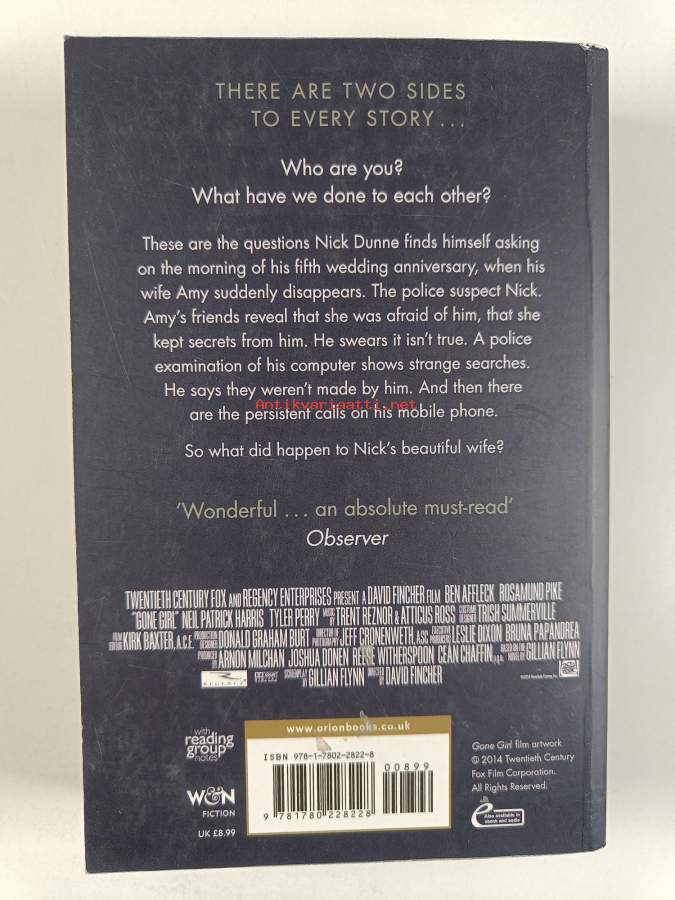 THERE ARE TWO SIDES
TO EVERY STORY...
Who are you?
What have we done to each other?
These are the questions Nick Dunne finds himself asking
on the morning of his fifth wedding anniversary, when his
wife Amy suddenly disappears. The police suspect Nick.
Amy's friends reveal that she was afraid of him, that she
kept secrets from him. He swears it isn't true. A police
examination of his computer shows strange searches.
He says they weren't made by him. And then there
Antikvariaatti.net
are the persistent calls on his mobile phone.
So what did happen to Nick's beautiful wife?
'Wonderful ... an absolute must-read'
Observer
TWENTIETH CENTURY FOX AND REGENCY ENTERPRISES PRESENT A DAVID FINCHER FILM BEN AFFLECK ROSAMUND PIKE
"GONE GIRL" NEIL PATRICK HARRIS TYLER PERRY MUSIC BY TRENT REZNOR & ATTICUS ROSS COSTUME DESIGNER TRISH SUMMERVILLE
FILM EDITOR KIRK BAXTER, A.C.E. PRODUCTION DESIGNER DONALD GRAHAM BURT DIRECTOR OF PHOTOGRAPHY JEFF CRONENWETH, ASC EXECUTIVE PRODUCERS LESLIE DIXON BRUNA PAPANDREA
PRODUCED BY ARNON MILCHAN JOSHUA DONEN REESE WITHERSPOON CEÁN CHAFFIN, p.g.a. BASED ON THE NOVEL BY GILLIAN FLYNN
REGENCY SCREENPLAY BY GILLIAN FLYNN DIRECTED BY DAVID FINCHER
with
reading
group
notes
W&N
FICTION
UK £8.99
www.orionbooks.co.uk
ISBN 978-1-7802-2822-8
00899
9 781780 228228
Gone Girl film artwork
© 2014 Twentieth Century
Fox Film Corporation.
All Rights Reserved.
e
Also available in
ebook and audio